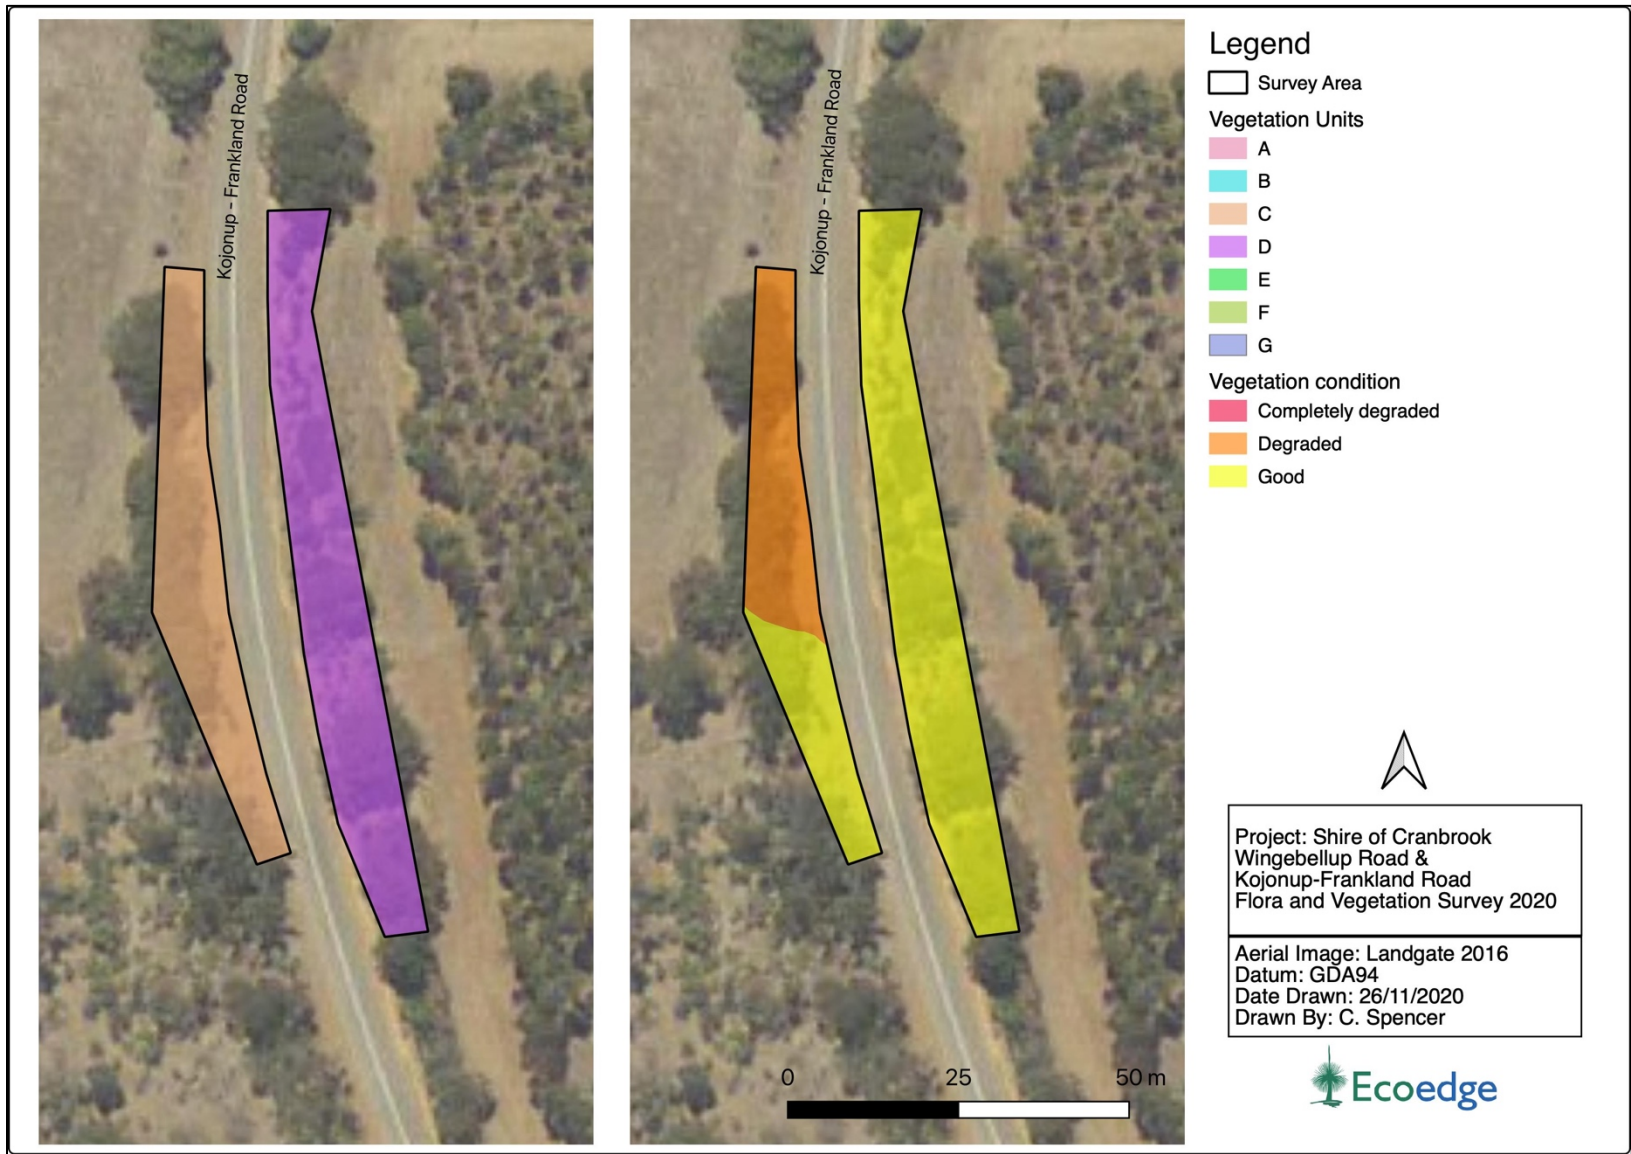 Kojonup - Frankland Road
Kojonup - Frankland Road
0 25 50 m
Legend
Survey Area
Vegetation Units
A
B
C
D
E
F
G
Vegetation condition
Completely degraded
Degraded
Good
Project: Shire of Cranbrook
Wingebellup Road &
Kojonup-Frankland Road
Flora and Vegetation Survey 2020
Aerial Image: Landgate 2016
Datum: GDA94
Date Drawn: 26/11/2020
Drawn By: C. Spencer
Ecoedge